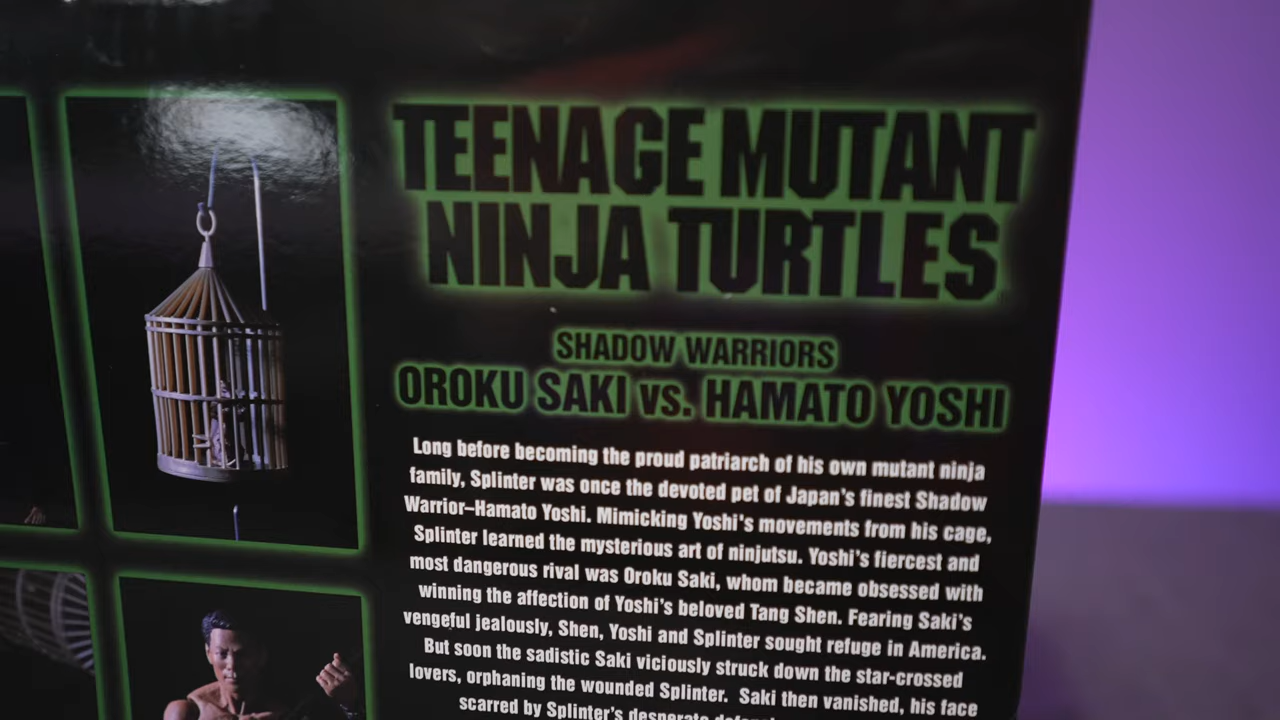 TEENAGE MUTANT
NINJA TURTLES
SHADOW WARRIORS
OROKU SAKI vs. HAMATO YOSHI
Long before becoming the proud patriarch of his own mutant ninja
family, Splinter was once the devoted pet of Japan's finest Shadow
Warrior–Hamato Yoshi. Mimicking Yoshi's movements from his cage,
Splinter learned the mysterious art of ninjutsu. Yoshi's fiercest and
most dangerous rival was Oroku Saki, whom became obsessed with
winning the affection of Yoshi's beloved Tang Shen. Fearing Saki's
vengeful jealously, Shen, Yoshi and Splinter sought refuge in America.
But soon the sadistic Saki viciously struck down the star-crossed
lovers, orphaning the wounded Splinter. Saki then vanished, his face
scarred by Splinter's desperate